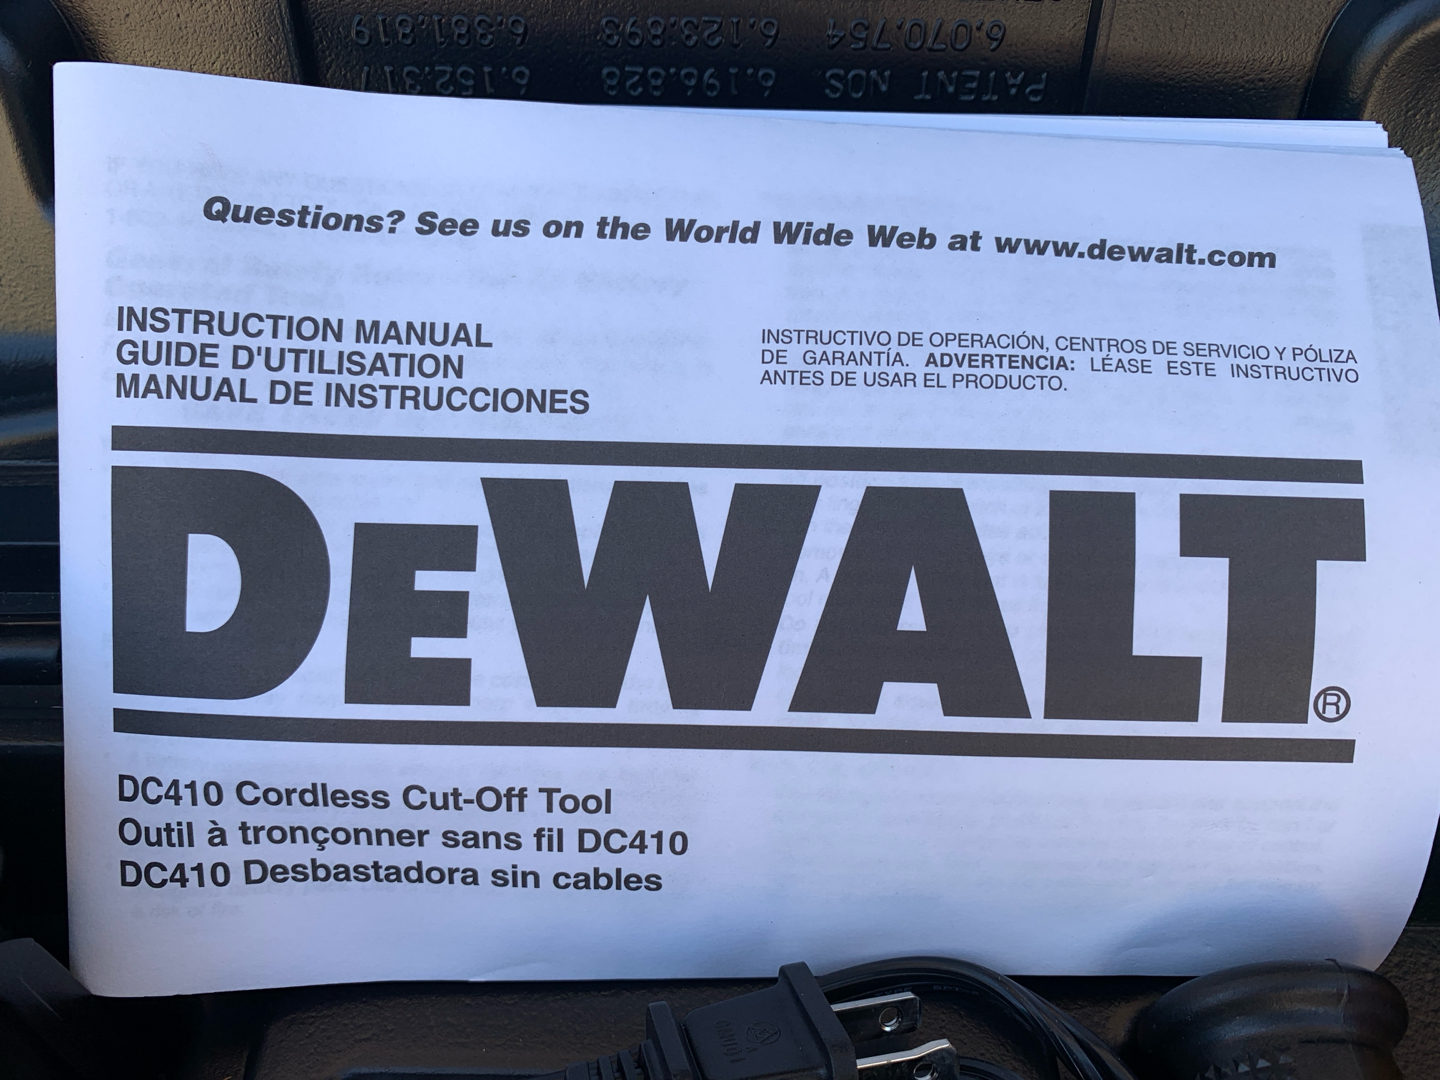 6,070,754 6,123,893 6,381,819
PATENT NOS. 6,196,828 6,152,317
Questions? See us on the World Wide Web at www.dewalt.com
INSTRUCTION MANUAL
GUIDE D'UTILISATION
MANUAL DE INSTRUCCIONES
INSTRUCTIVO DE OPERACIÓN, CENTROS DE SERVICIO Y PÓLIZA
DE GARANTÍA. ADVERTENCIA: LÉASE ESTE INSTRUCTIVO
ANTES DE USAR EL PRODUCTO.
DEWALT®
DC410 Cordless Cut-Off Tool
Outil à tronçonner sans fil DC410
DC410 Desbastadora sin cables